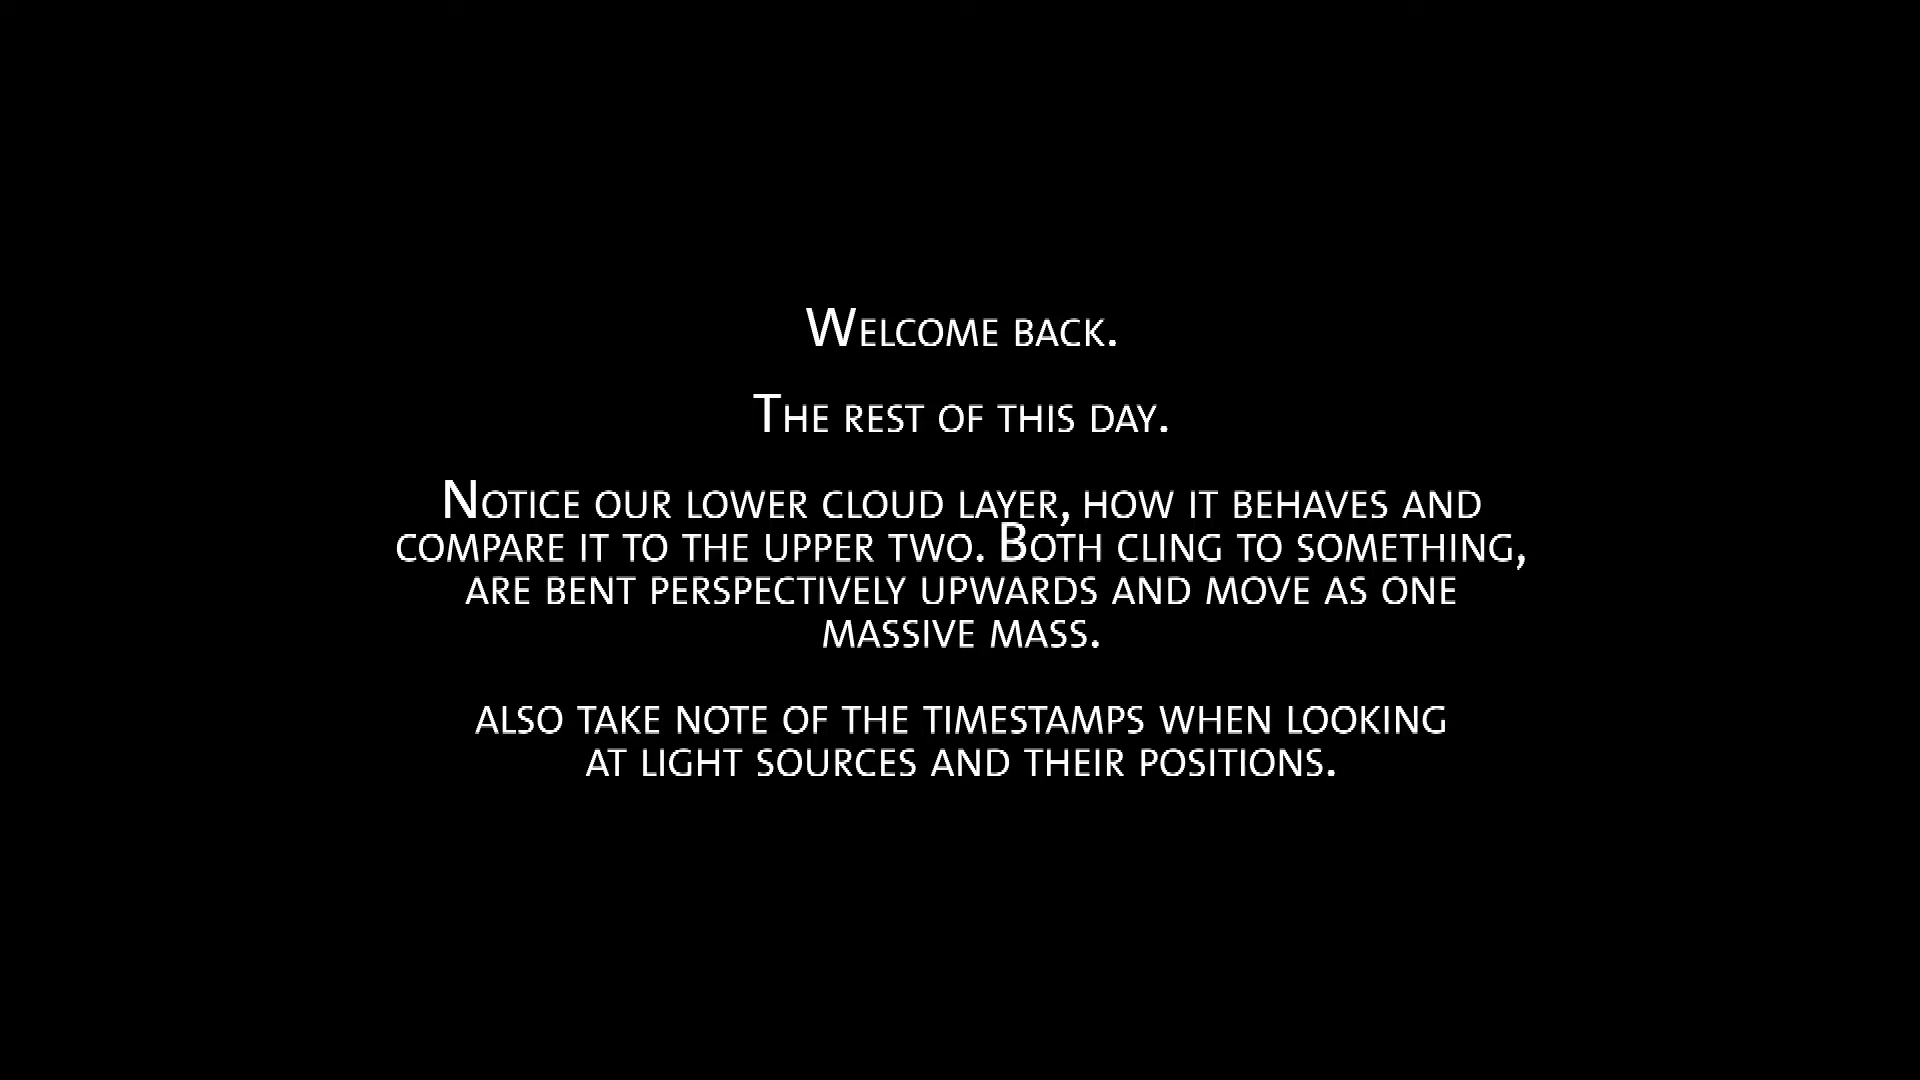 Welcome back.
The rest of this day.
Notice our lower cloud layer, how it behaves and
compare it to the upper two. Both cling to something,
are bent perspectively upwards and move as one
massive mass.
also take note of the timestamps when looking
at light sources and their positions.